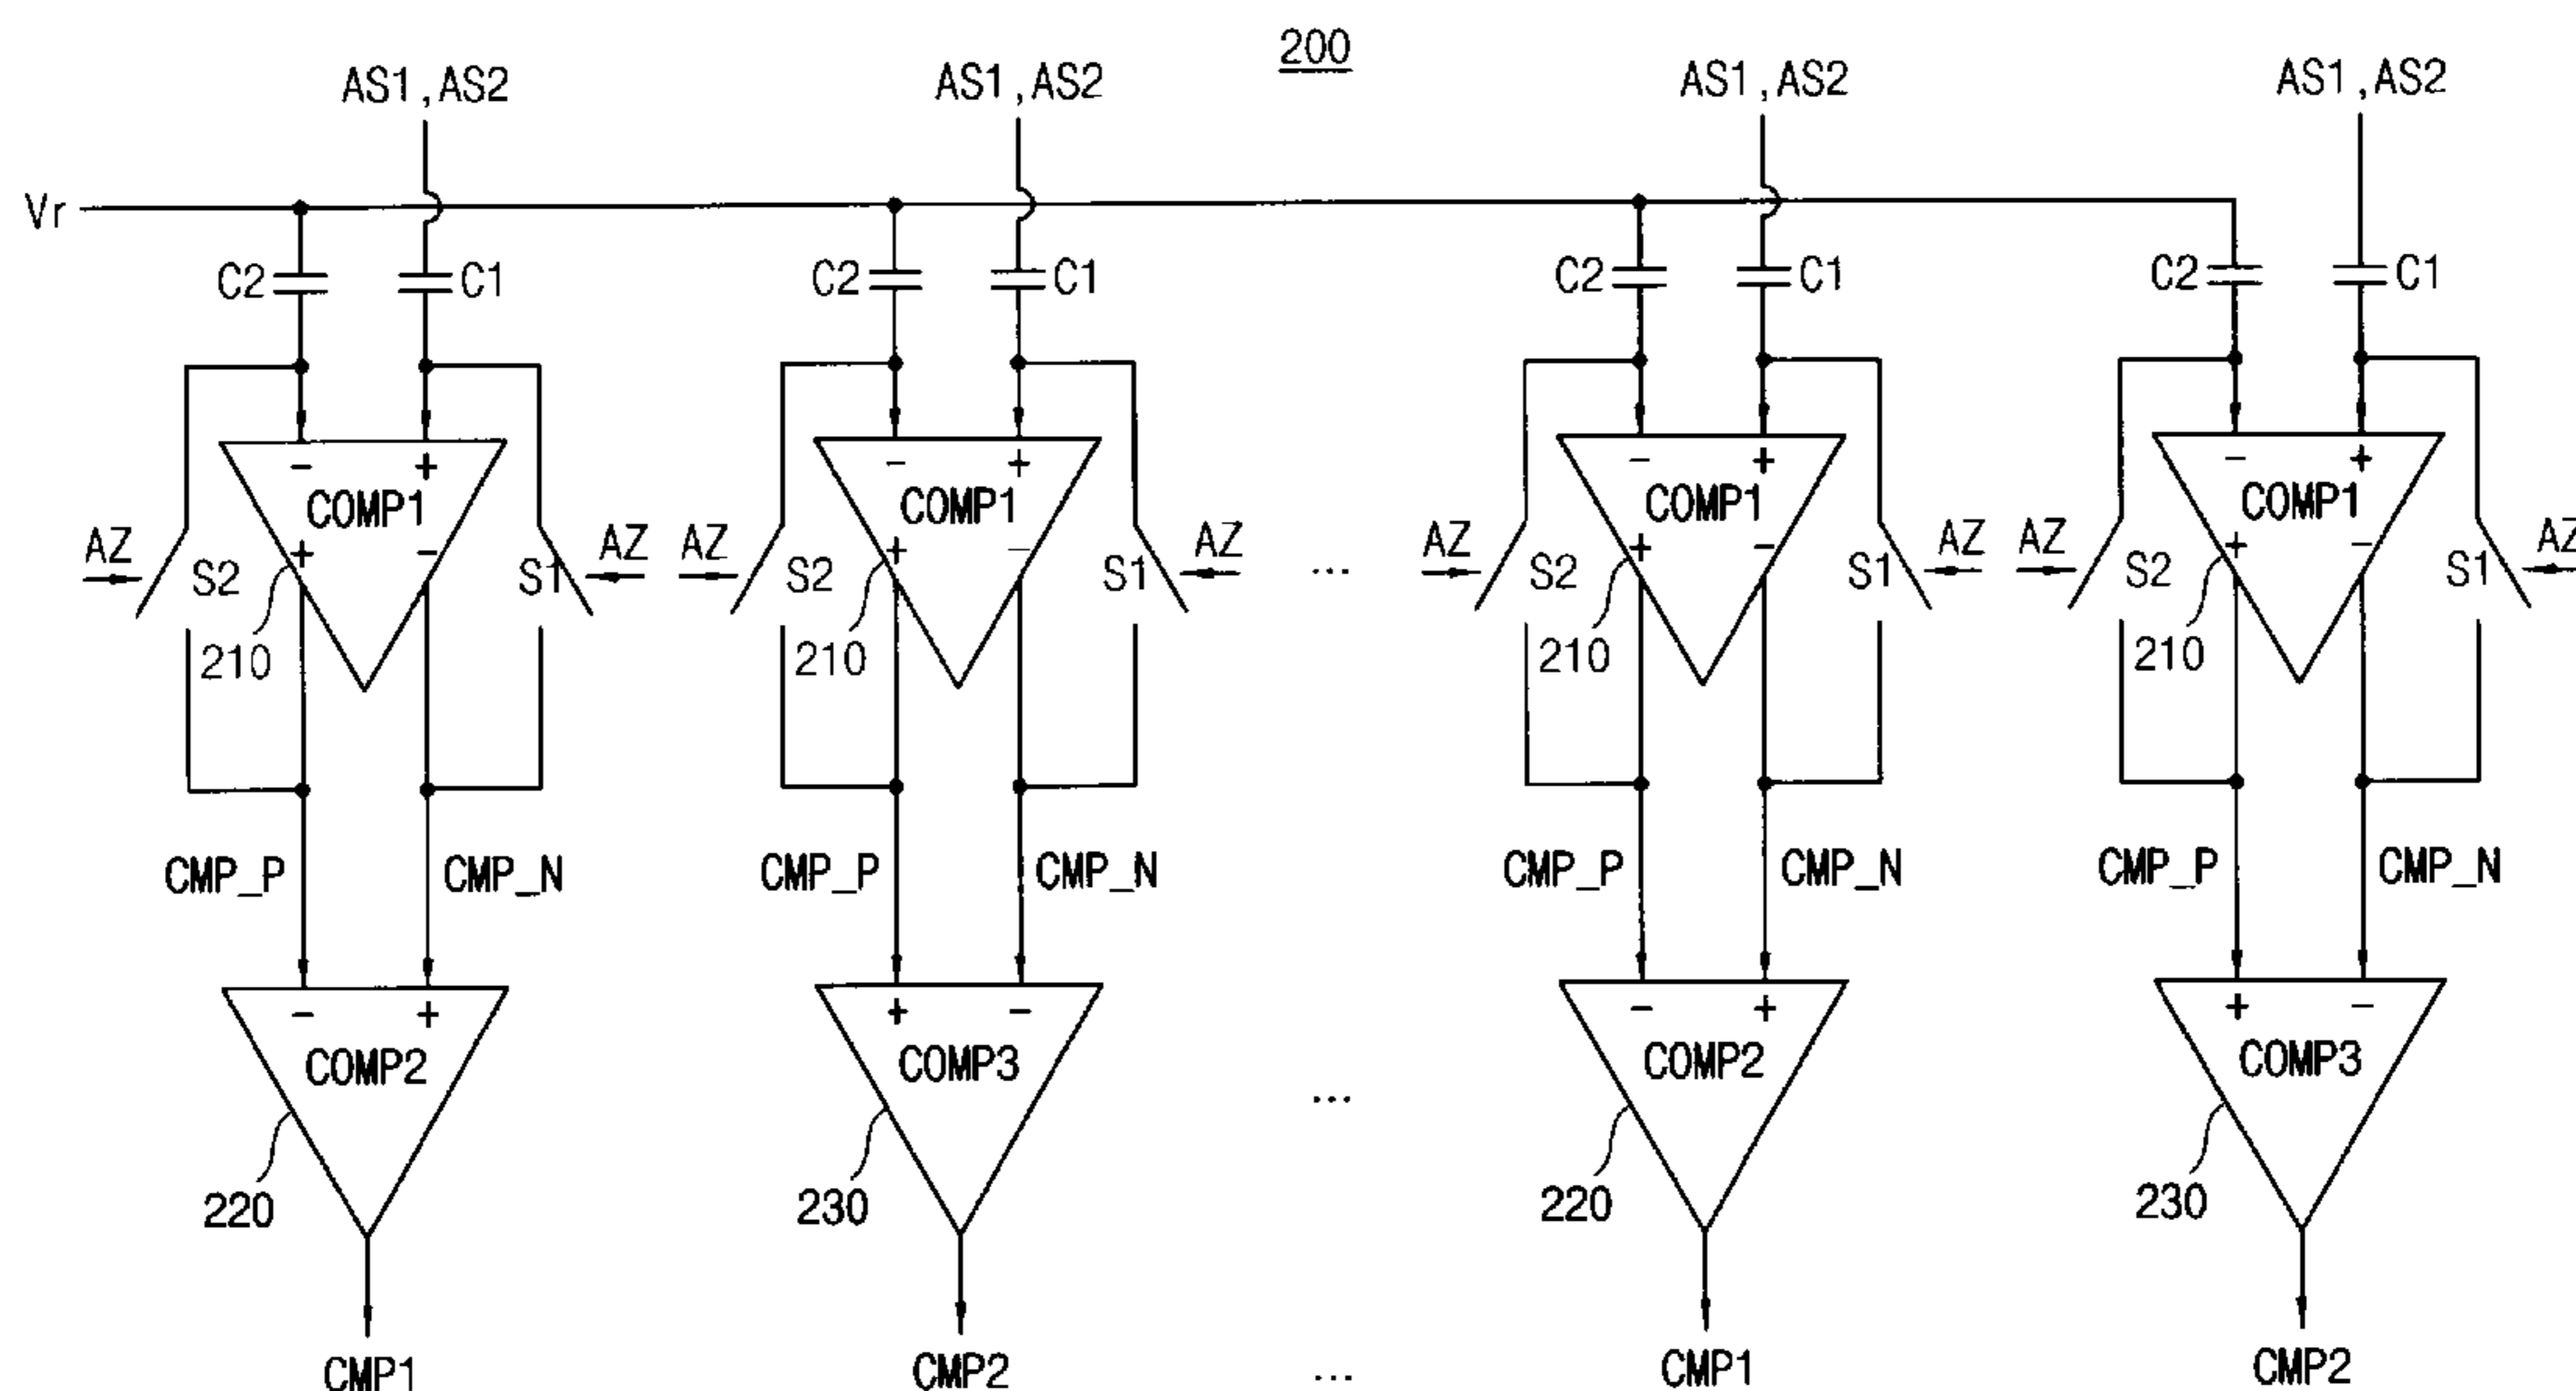 200
AS1,AS2 AS1,AS2 AS1,AS2 AS1,AS2
Vr
C2 C1 C2 C1 C2 C1 C2 C1
- + - + - + - +
COMP1 COMP1 COMP1 COMP1
+ - + - + - + -
AZ S2 S1 AZ AZ S2 S1 AZ ... AZ S2 S1 AZ AZ S2 S1 AZ
210 210 210 210
CMP_P CMP_N CMP_P CMP_N CMP_P CMP_N CMP_P CMP_N
- + + - - + + -
COMP2 COMP3 COMP2 COMP3
...
220 230 220 230
CMP1 CMP2 ... CMP1 CMP2